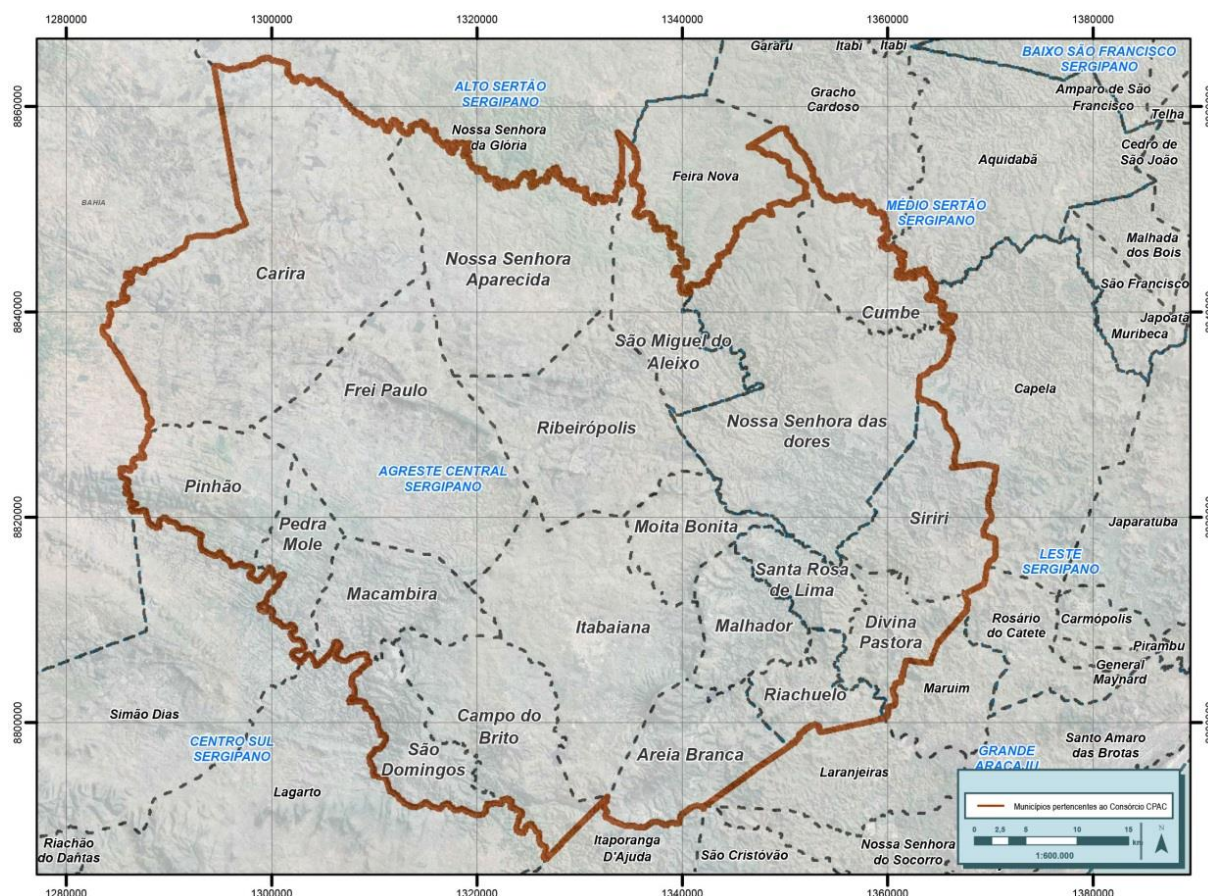 1280000
1300000
1320000
1340000
1360000
1380000
Gararu
Itabi
Itabi
BAIXO SÃO FRANCISCO
SERGIPANO
ALTO SERTÃO
SERGIPANO
Gracho
Cardoso
Amparo de São
Francisco
8860000
8860000
Telha
Nossa Senhora
da Glória
Cedro de
São João
Aquidabã
Feira Nova
BAHIA
MÉDIO SERTÃO
SERGIPANO
Malhada
dos Bois
Nossa Senhora
Aparecida
Carira
São Francisco
8840000
8840000
Cumbe
Japoatã
Muribeca
São Miguel do
Aleixo
Frei Paulo
Capela
Ribeirópolis
Nossa Senhora das
dores
AGRESTE CENTRAL
SERGIPANO
Pinhão
8820000
8820000
Siriri
Japaratuba
Pedra
Mole
Moita Bonita
LESTE
SERGIPANO
Santa Rosa
de Lima
Macambira
Itabaiana
Malhador
Divina
Pastora
Rosário
do Catete
Carmópolis
Pirambu
General
Maynard
Riachuelo
Maruim
Simão Dias
8800000
8800000
CENTRO SUL
SERGIPANO
Campo do
Brito
Santo Amaro
das Brotas
São
Domingos
Areia Branca
GRANDE
ARACAJU
Laranjeiras
Lagarto
Riachão
do Dantas
Itaporanga
D'Ajuda
São Cristóvão
Nossa Senhora
do Socorro
Municípios pertencentes ao Consórcio CPAC
0 2,5 5 10 15
km
N
1:600.000
1280000
1300000
1320000
1340000
1360000
1380000